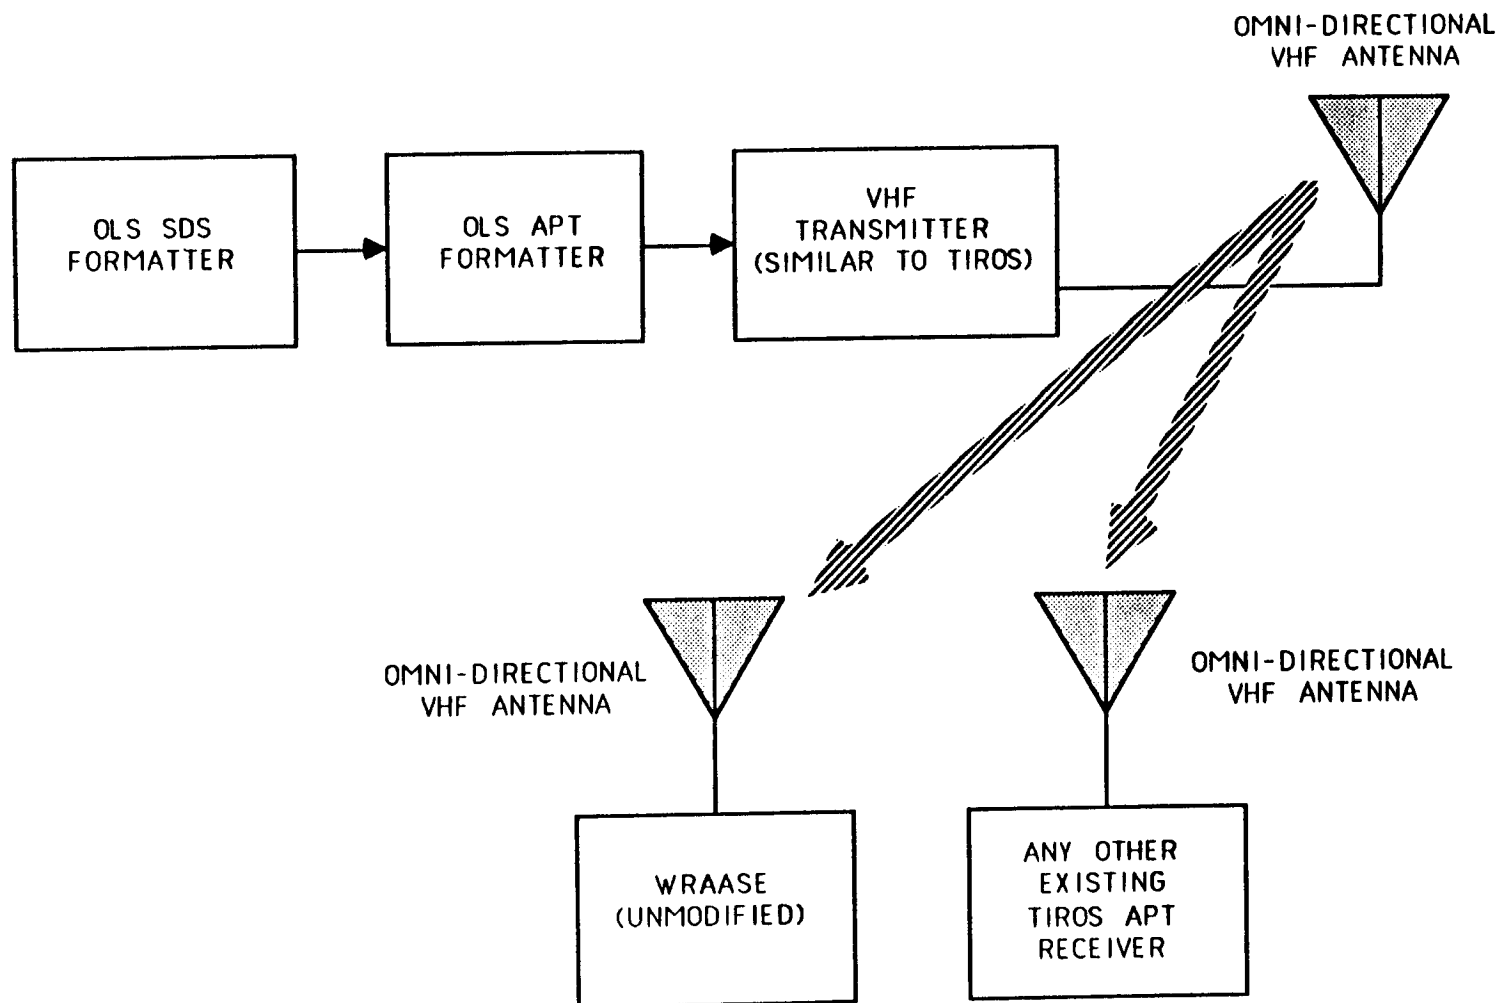 OMNI-DIRECTIONAL
VHF ANTENNA
OLS SDS
FORMATTER
OLS APT
FORMATTER
VHF
TRANSMITTER
(SIMILAR TO TIROS)
OMNI-DIRECTIONAL
VHF ANTENNA
OMNI-DIRECTIONAL
VHF ANTENNA
WRAASE
(UNMODIFIED)
ANY OTHER
EXISTING
TIROS APT
RECEIVER